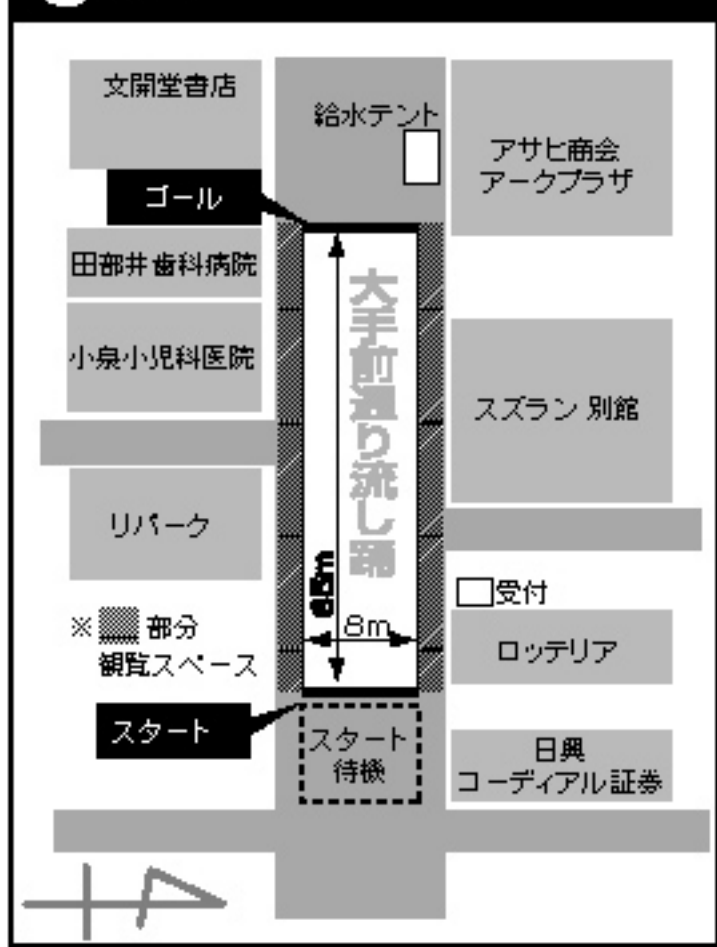 文開堂書店
給水テント
アサヒ商会
アークプラザ
ゴール
田部井歯科病院
小泉小児科医院
大手前通り流し踊
スズラン 別館
リパーク
8m
※ 部分
観覧スペース
受付
ロッテリア
スタート
スタート
待機
日興
コーディアル証券